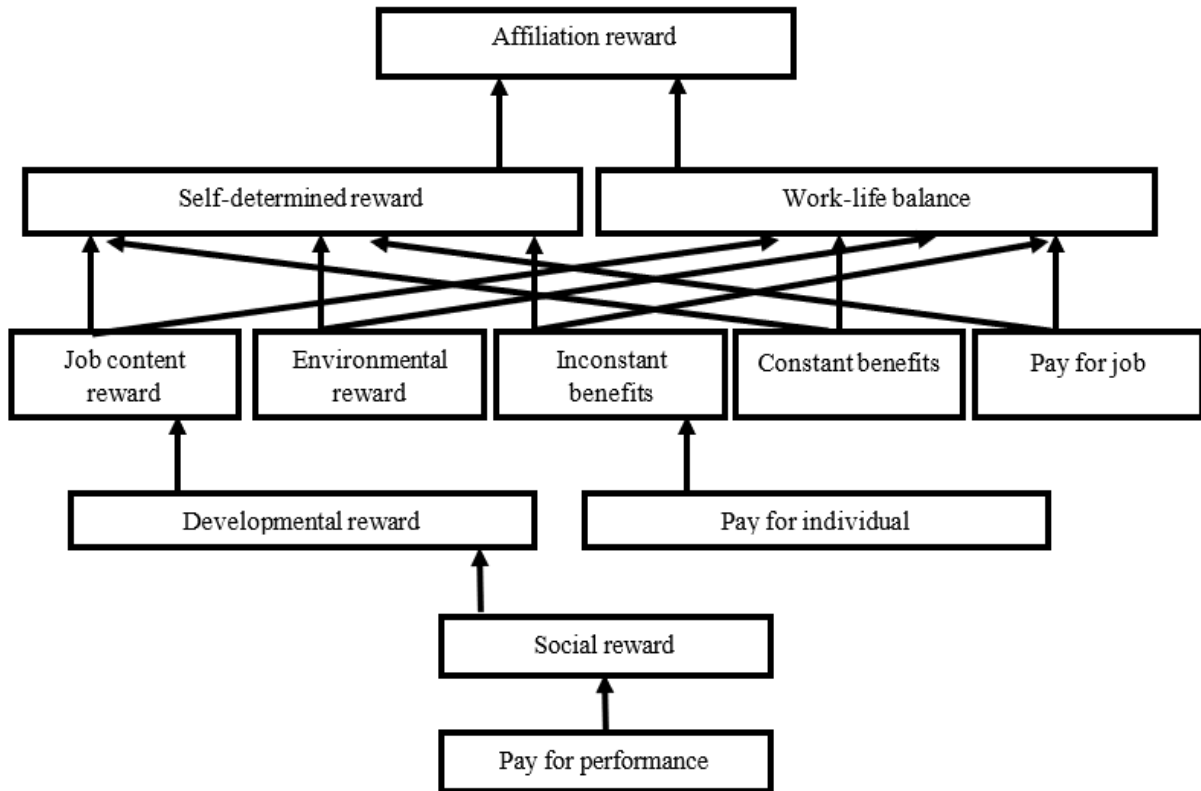 Affiliation reward
Self-determined reward
Work-life balance
Job content
reward
Environmental
reward
Inconstant
benefits
Constant benefits
Pay for job
Developmental reward
Pay for individual
Social reward
Pay for performance